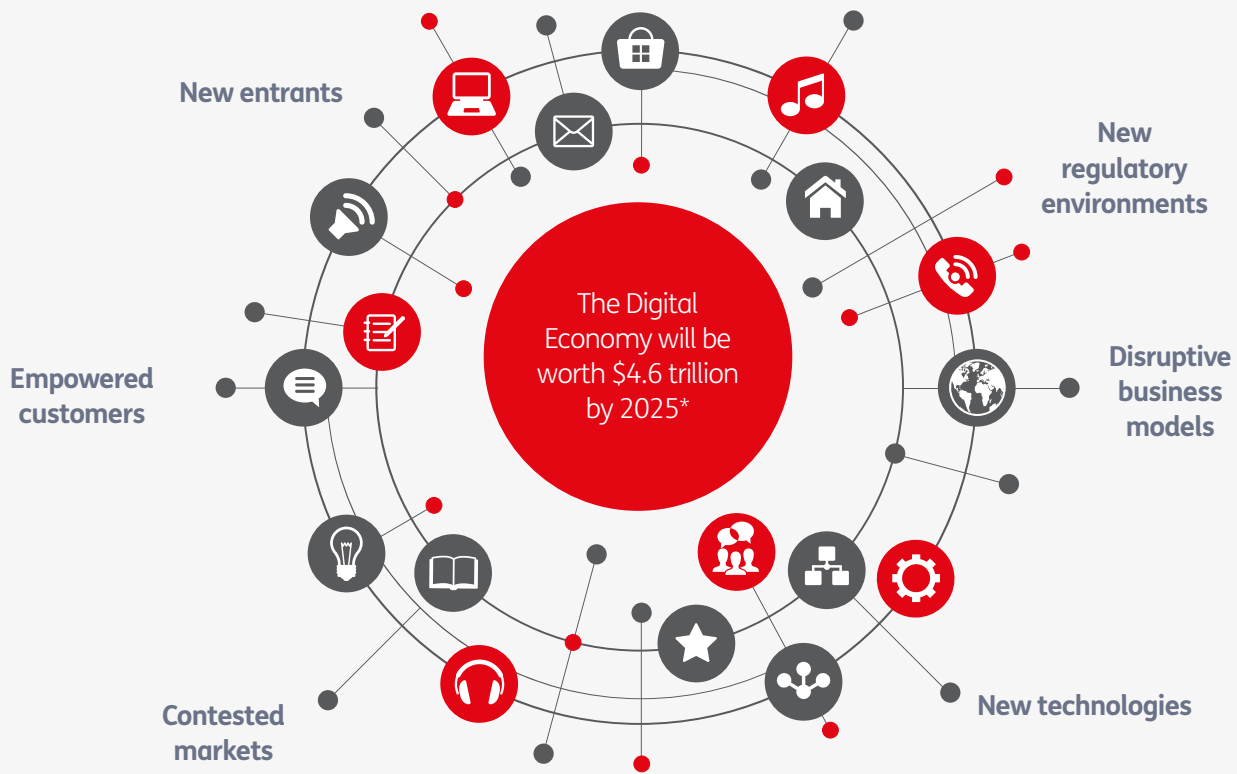 New entrants
New
regulatory
environments
The Digital
Economy will be
worth $4.6 trillion
by 2025*
Empowered
customers
Disruptive
business
models
Contested
markets
New technologies